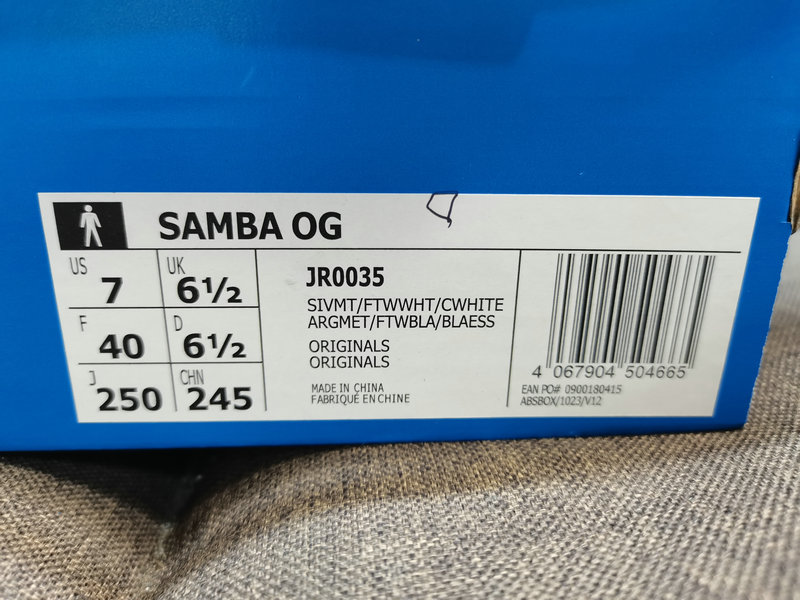 SAMBA OG
US 7 UK 6½
F 40 D 6½
J 250 CHN 245
JR0035
SIVMT/FTWWHT/CWHITE
ARGMET/FTWBLA/BLAESS
ORIGINALS
ORIGINALS
MADE IN CHINA
FABRIQUÉ EN CHINE
4 067904 504665
EAN PO# 0900180415
ABSBOX/1023/V12